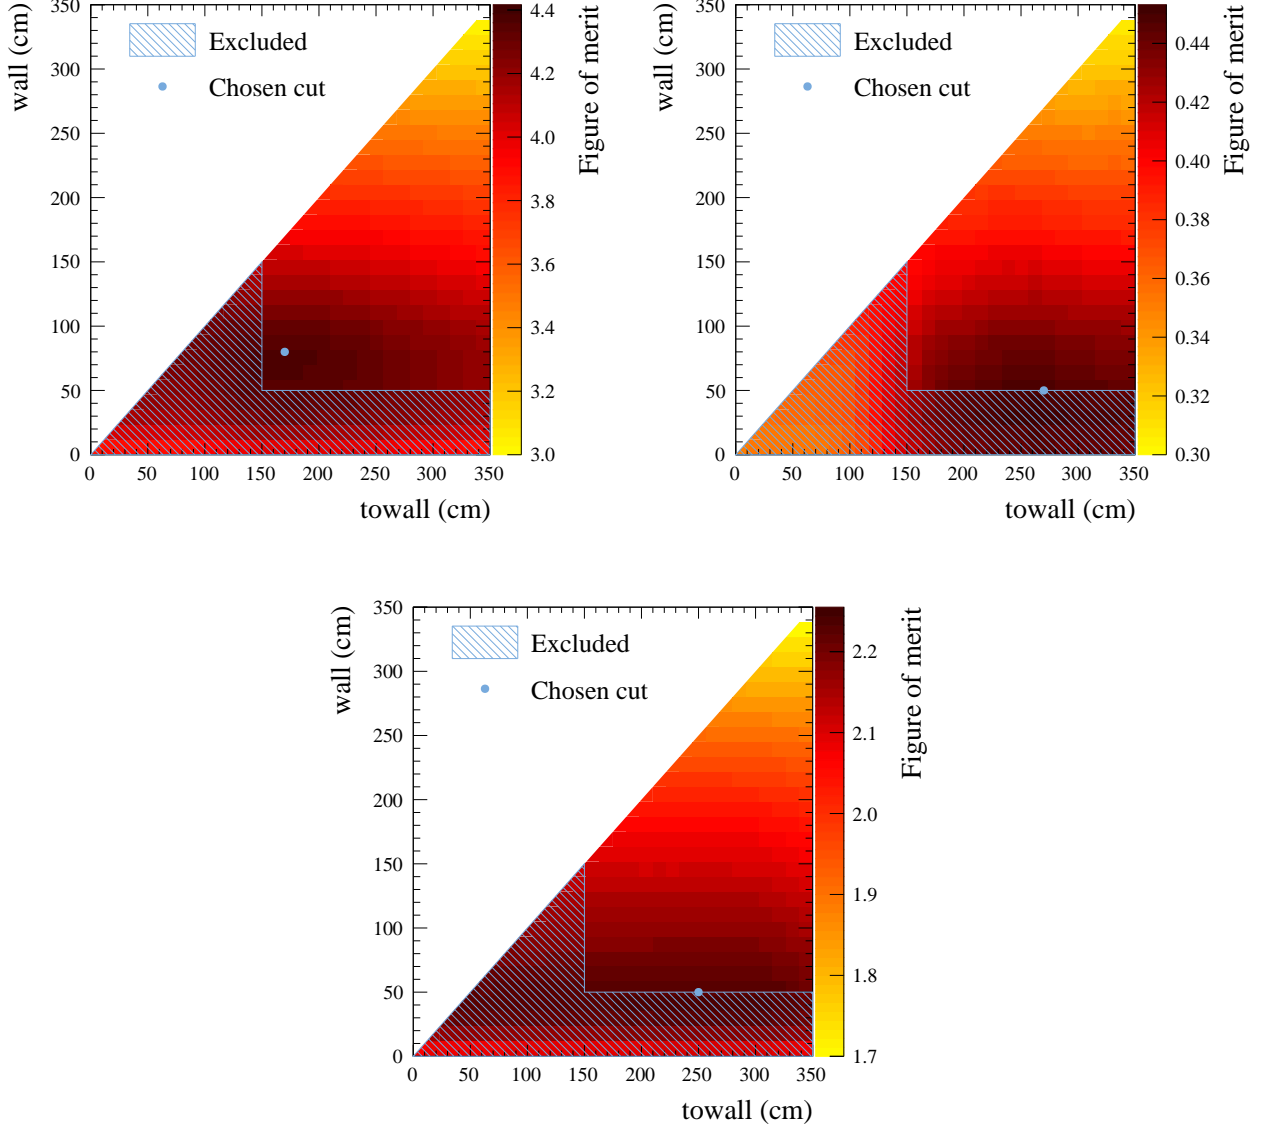 wall (cm)
350
300
250
200
150
100
50
0
Excluded
Chosen cut
0 50 100 150 200 250 300 350
towall (cm)
4.4
4.2
4.0
3.8
3.6
3.4
3.2
3.0
Figure of merit
wall (cm)
350
300
250
200
150
100
50
0
Excluded
Chosen cut
0 50 100 150 200 250 300 350
towall (cm)
0.44
0.42
0.40
0.38
0.36
0.34
0.32
0.30
Figure of merit
wall (cm)
350
300
250
200
150
100
50
0
Excluded
Chosen cut
0 50 100 150 200 250 300 350
towall (cm)
2.2
2.1
2.0
1.9
1.8
1.7
Figure of merit